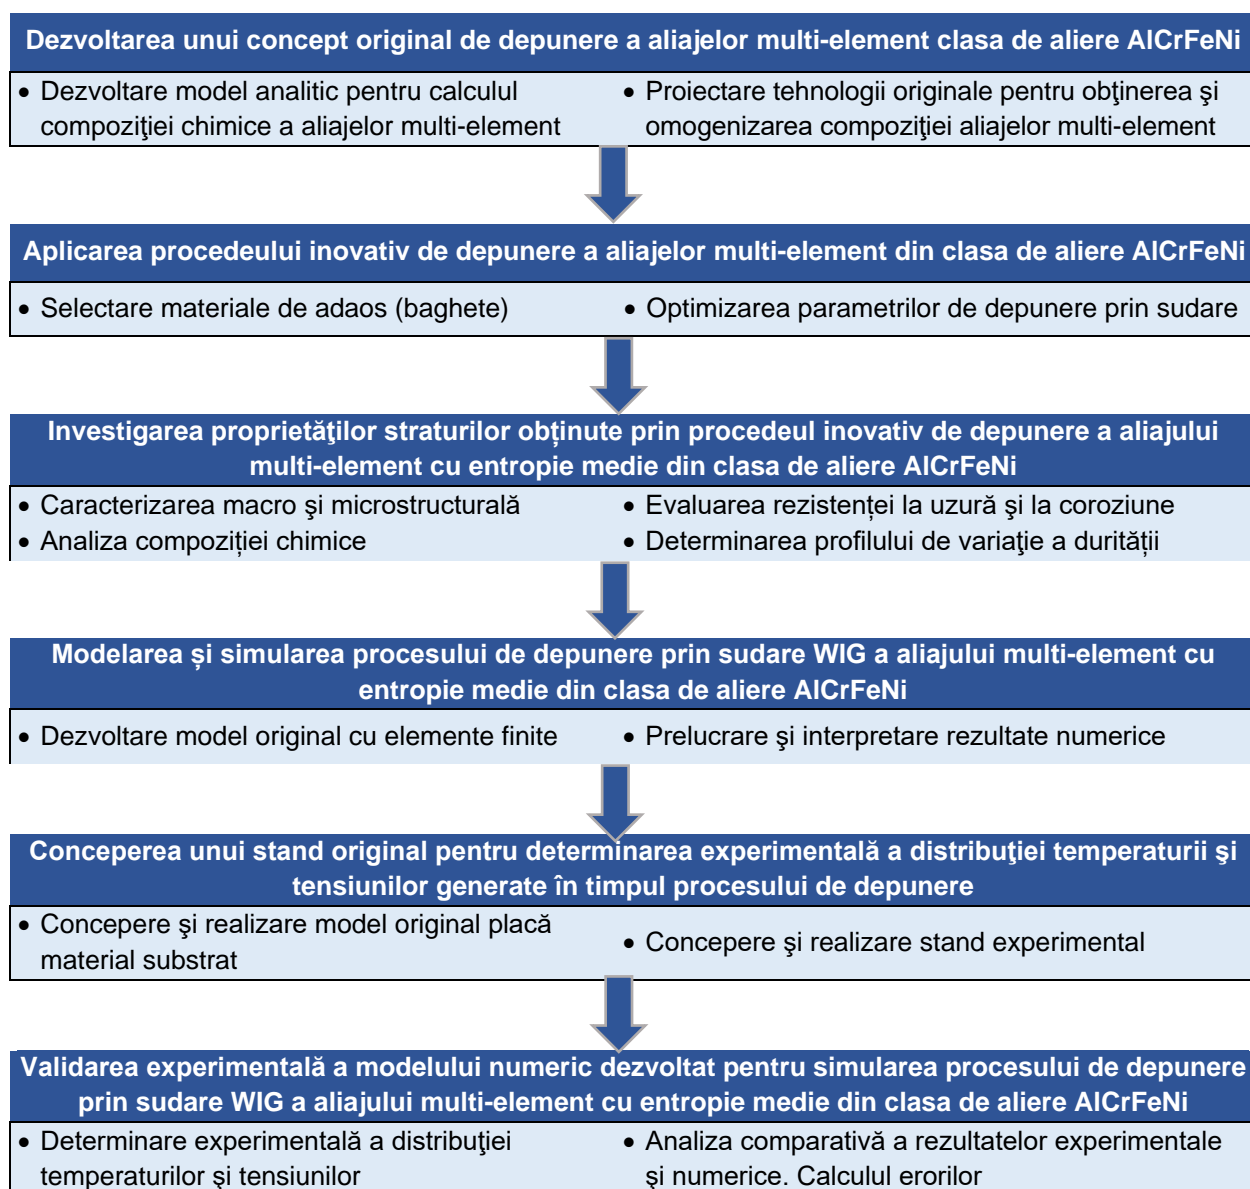 Dezvoltarea unui concept original de depunere a aliajelor multi-element clasa de aliere AlCrFeNi
• Dezvoltare model analitic pentru calculul
compoziţiei chimice a aliajelor multi-element
• Proiectare tehnologii originale pentru obţinerea şi
omogenizarea compoziţiei aliajelor multi-element
Aplicarea procedeului inovativ de depunere a aliajelor multi-element din clasa de aliere AlCrFeNi
• Selectare materiale de adaos (baghete)
• Optimizarea parametrilor de depunere prin sudare
Investigarea proprietăţilor straturilor obținute prin procedeul inovativ de depunere a aliajului
multi-element cu entropie medie din clasa de aliere AlCrFeNi
• Caracterizarea macro şi microstructurală
• Analiza compoziției chimice
• Evaluarea rezistenței la uzură şi la coroziune
• Determinarea profilului de variaţie a durității
Modelarea și simularea procesului de depunere prin sudare WIG a aliajului multi-element cu
entropie medie din clasa de aliere AlCrFeNi
• Dezvoltare model original cu elemente finite
• Prelucrare şi interpretare rezultate numerice
Conceperea unui stand original pentru determinarea experimentală a distribuţiei temperaturii şi
tensiunilor generate în timpul procesului de depunere
• Concepere şi realizare model original placă
material substrat
• Concepere şi realizare stand experimental
Validarea experimentală a modelului numeric dezvoltat pentru simularea procesului de depunere
prin sudare WIG a aliajului multi-element cu entropie medie din clasa de aliere AlCrFeNi
• Determinare experimentală a distribuţiei
temperaturilor şi tensiunilor
• Analiza comparativă a rezultatelor experimentale
şi numerice. Calculul erorilor